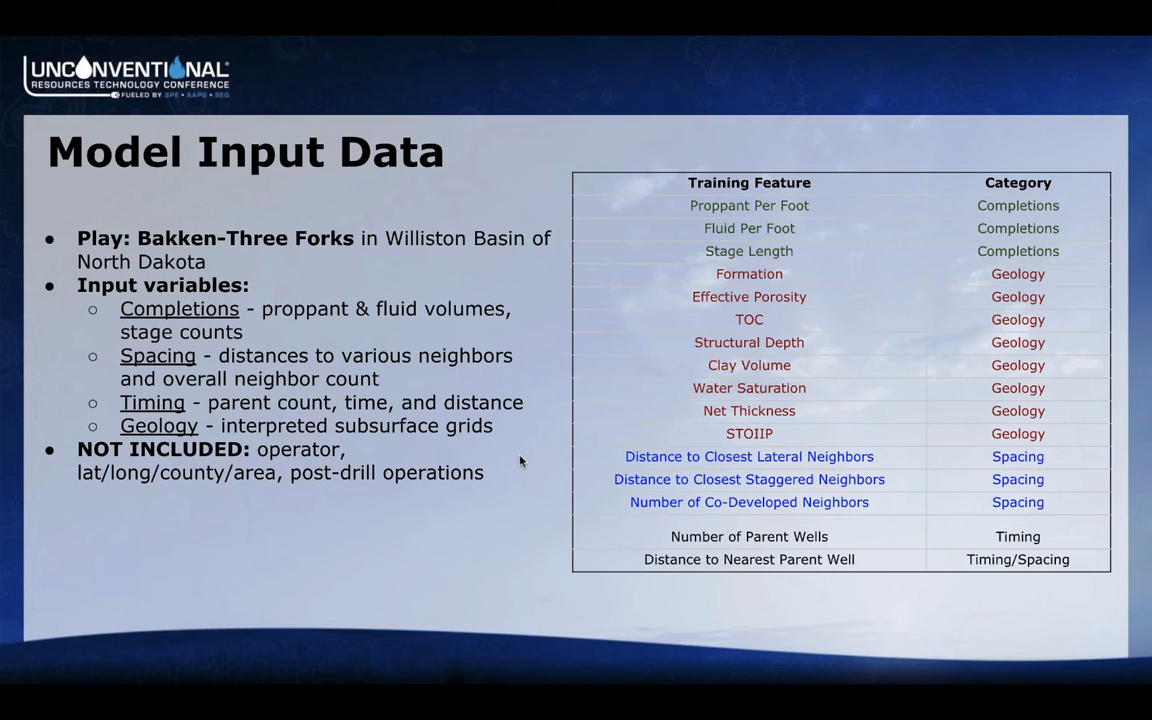 UNCONVENTIONAL
RESOURCES TECHNOLOGY CONFERENCE
FUELED BY SPE • AAPG • SEG
Model Input Data
● Play: Bakken-Three Forks in Williston Basin of
North Dakota
● Input variables:
○ Completions - proppant & fluid volumes,
stage counts
○ Spacing - distances to various neighbors
and overall neighbor count
○ Timing - parent count, time, and distance
○ Geology - interpreted subsurface grids
● NOT INCLUDED: operator,
lat/long/county/area, post-drill operations
Training Feature Category
Proppant Per Foot Completions
Fluid Per Foot Completions
Stage Length Completions
Formation Geology
Effective Porosity Geology
TOC Geology
Structural Depth Geology
Clay Volume Geology
Water Saturation Geology
Net Thickness Geology
STOIIP Geology
Distance to Closest Lateral Neighbors Spacing
Distance to Closest Staggered Neighbors Spacing
Number of Co-Developed Neighbors Spacing
Number of Parent Wells Timing
Distance to Nearest Parent Well Timing/Spacing